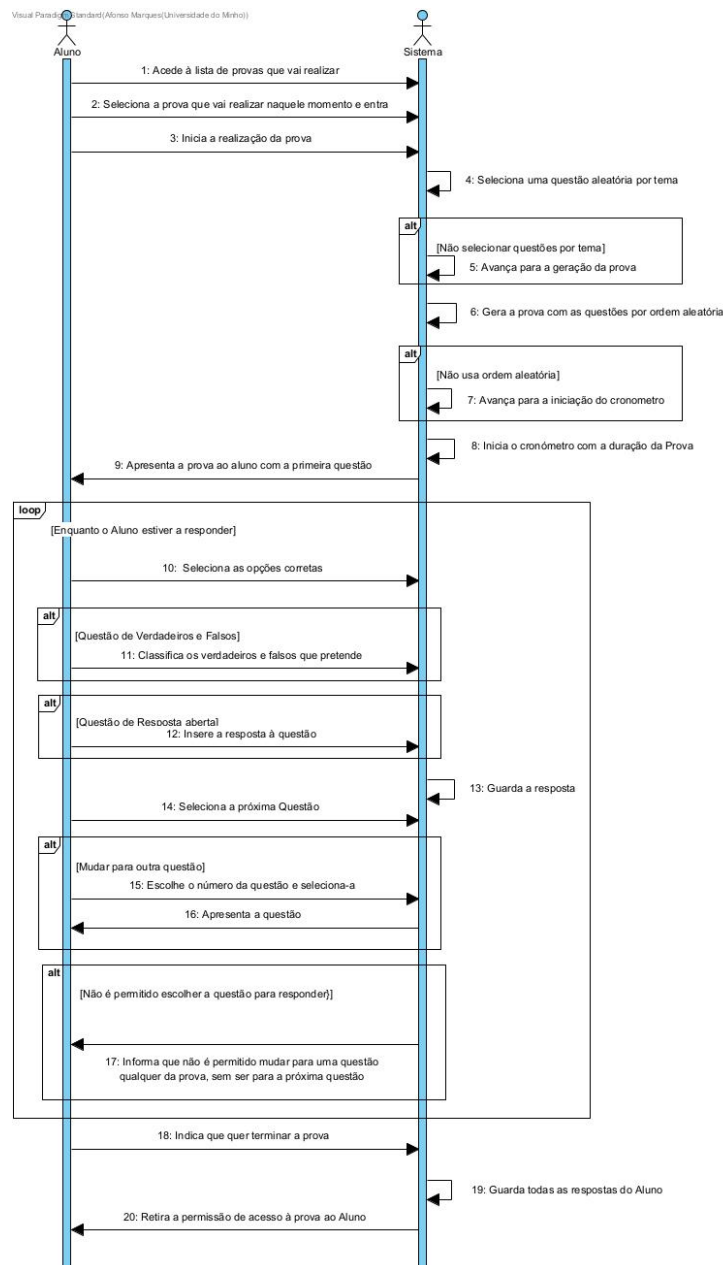 Visual Paradigm Standard(Afonso Marques(Universidade do Minho))
Aluno
Sistema
1: Acede à lista de provas que vai realizar
2: Seleciona a prova que vai realizar naquele momento e entra
3: Inicia a realização da prova
4: Seleciona uma questão aleatória por tema
alt
[Não selecionar questões por tema]
5: Avança para a geração da prova
6: Gera a prova com as questões por ordem aleatória
alt
[Não usa ordem aleatória]
7: Avança para a iniciação do cronometro
8: Inicia o cronómetro com a duração da Prova
9: Apresenta a prova ao aluno com a primeira questão
loop
[Enquanto o Aluno estiver a responder]
10: Seleciona as opções corretas
alt
[Questão de Verdadeiros e Falsos]
11: Classifica os verdadeiros e falsos que pretende
alt
[Questão de Resposta aberta]
12: Insere a resposta à questão
13: Guarda a resposta
14: Seleciona a próxima Questão
alt
[Mudar para outra questão]
15: Escolhe o número da questão e seleciona-a
16: Apresenta a questão
alt
[Não é permitido escolher a questão para responder}]
17: Informa que não é permitido mudar para uma questão
qualquer da prova, sem ser para a próxima questão
18: Indica que quer terminar a prova
19: Guarda todas as respostas do Aluno
20: Retira a permissão de acesso à prova ao Aluno